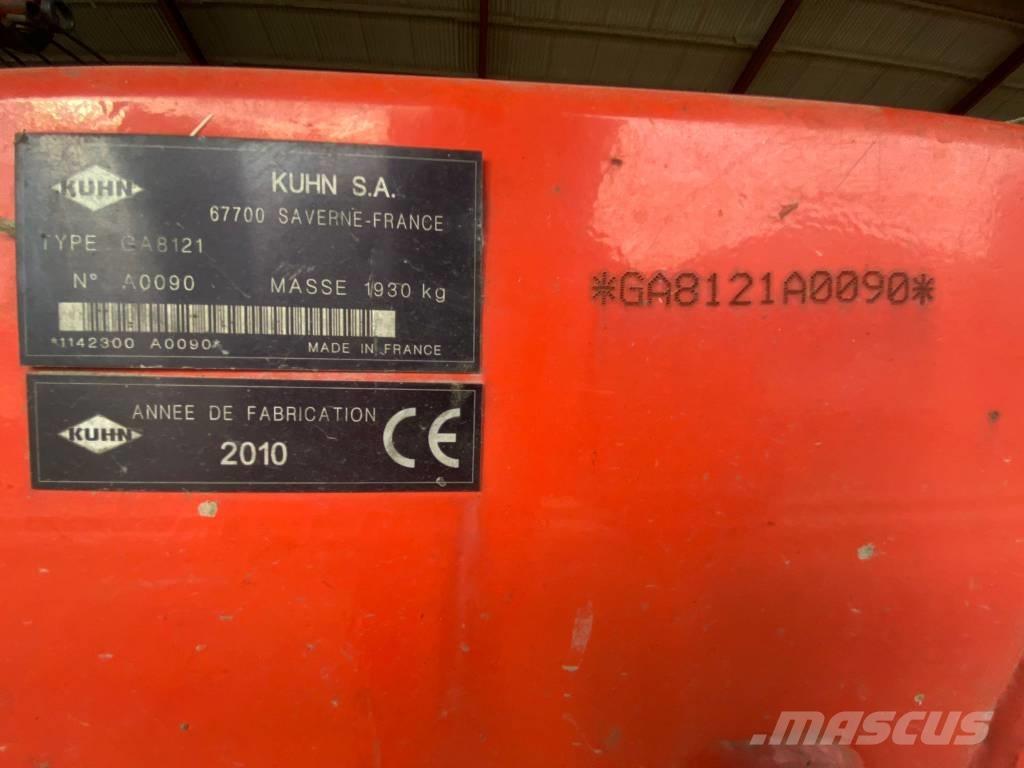 KUHN
KUHN S.A.
67700 SAVERNE-FRANCE
TYPE GA8121
N° A0090 MASSE 1930 kg
*1142300 A0090* MADE IN FRANCE
*GA8121A0090*
KUHN
ANNEE DE FABRICATION
2010
CE
MASCUS